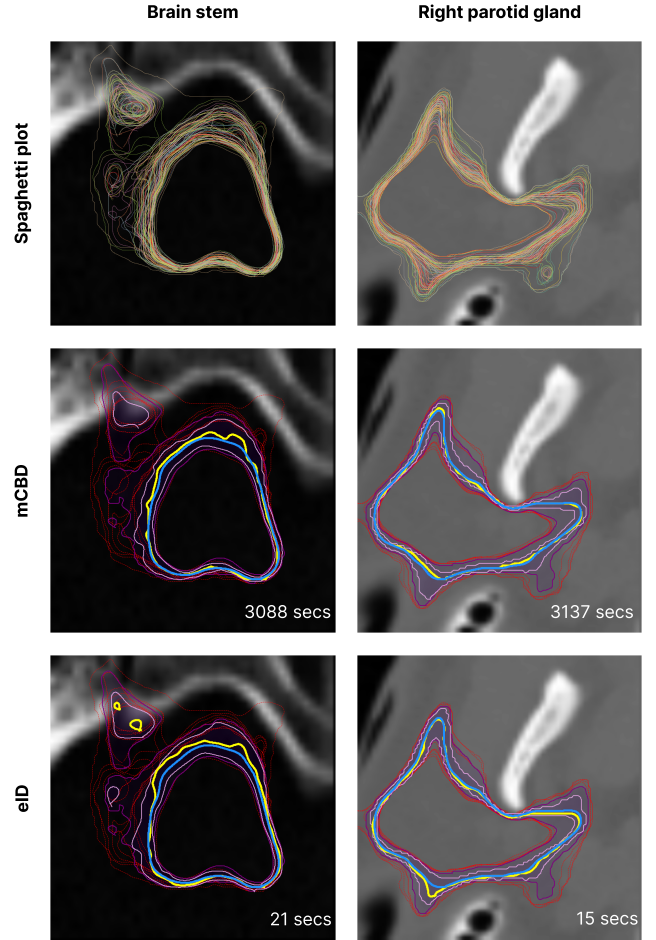 Brain stem
Right parotid gland
Spaghetti plot
mCBD
3088 secs
3137 secs
eID
21 secs
15 secs